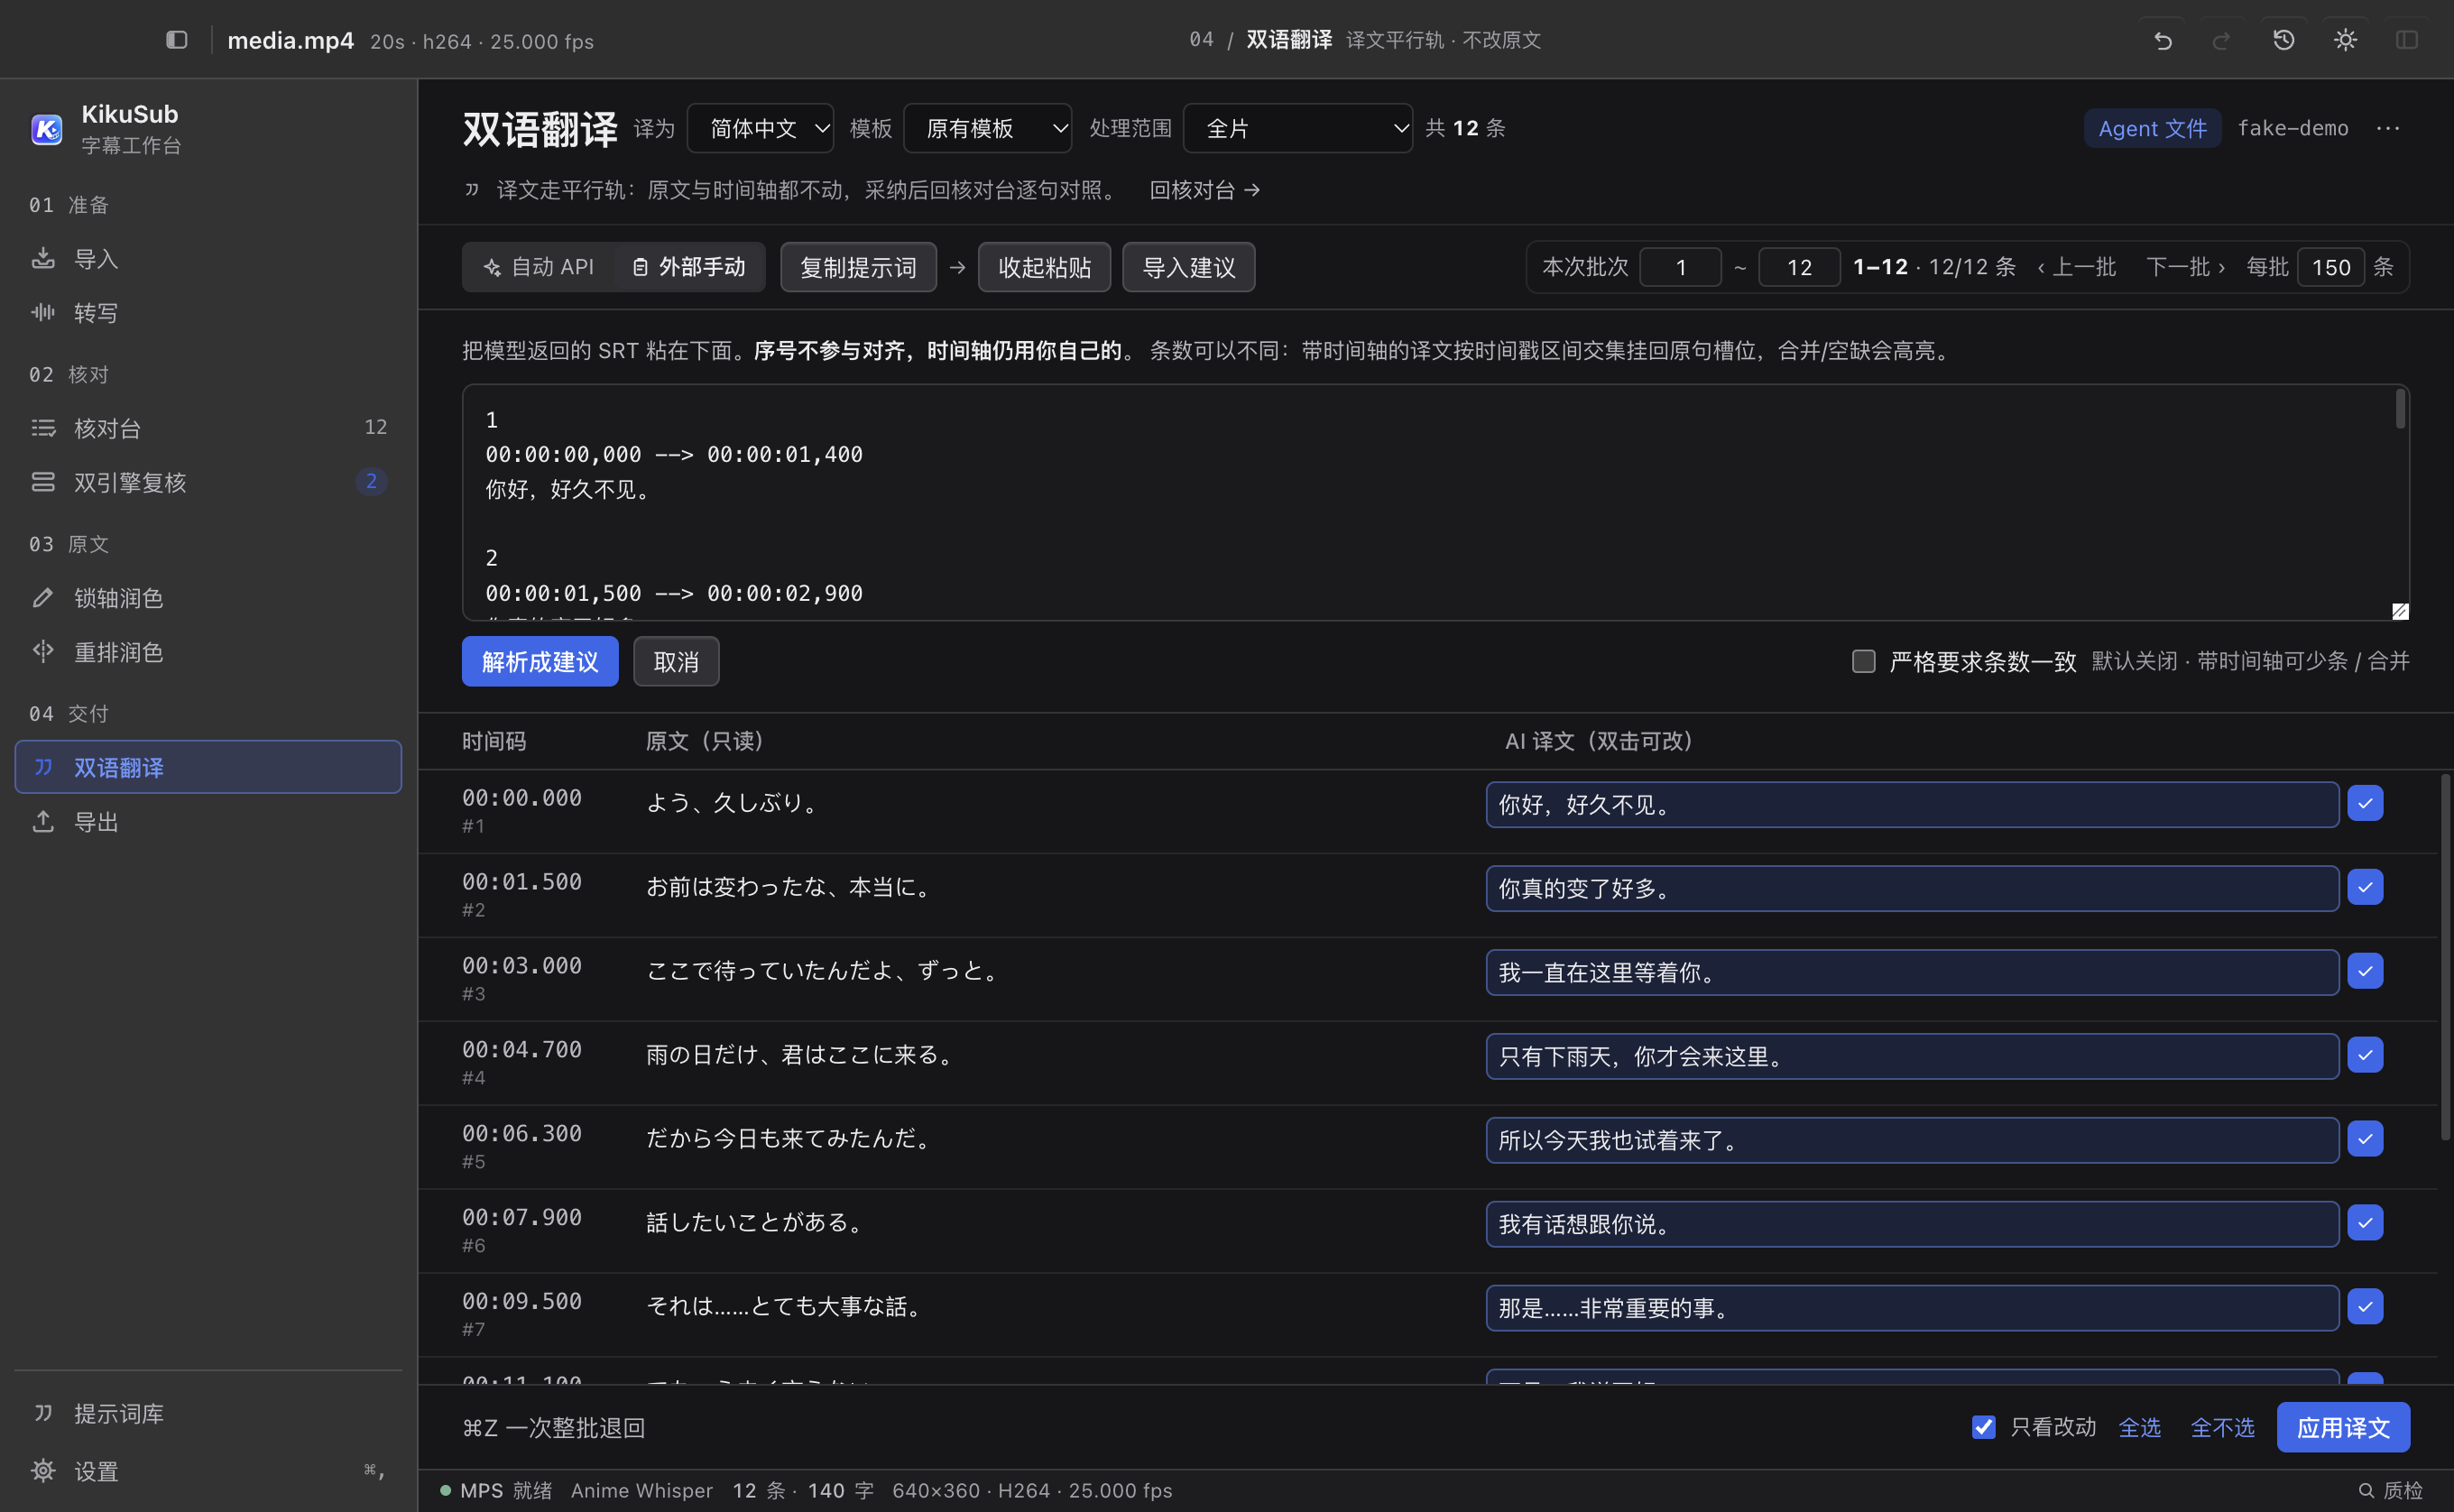 media.mp4 20s · h264 · 25.000 fps
04 / 双语翻译 译文平行轨 · 不改原文
KikuSub
字幕工作台
01 准备
导入
转写
02 核对
核对台 12
双引擎复核 2
03 原文
锁轴润色
重排润色
04 交付
双语翻译
导出
提示词库
设置 ⌘,
双语翻译 译为 简体中文 模板 原有模板 处理范围 全片 共 12 条
Agent 文件 fake-demo ···
译文走平行轨：原文与时间轴都不动，采纳后回核对台逐句对照。 回核对台 →
自动 API 外部手动 复制提示词 → 收起粘贴 导入建议
本次批次 1 ~ 12 1–12 · 12/12 条 ‹ 上一批 下一批 › 每批 150 条
把模型返回的 SRT 粘在下面。序号不参与对齐，时间轴仍用你自己的。 条数可以不同：带时间轴的译文按时间戳区间交集挂回原句槽位，合并/空缺会高亮。
1
00:00:00,000 --> 00:00:01,400
你好，好久不见。
2
00:00:01,500 --> 00:00:02,900
解析成建议 取消
严格要求条数一致 默认关闭 · 带时间轴可少条 / 合并
时间码 原文（只读） AI 译文（双击可改）
00:00.000 よう、久しぶり。 你好，好久不见。
#1
00:01.500 お前は変わったな、本当に。 你真的变了好多。
#2
00:03.000 ここで待っていたんだよ、ずっと。 我一直在这里等着你。
#3
00:04.700 雨の日だけ、君はここに来る。 只有下雨天，你才会来这里。
#4
00:06.300 だから今日も来てみたんだ。 所以今天我也试着来了。
#5
00:07.900 話したいことがある。 我有话想跟你说。
#6
00:09.500 それは……とても大事な話。 那是……非常重要的事。
#7
⌘Z 一次整批退回
只看改动 全选 全不选 应用译文
MPS 就绪 Anime Whisper 12 条 · 140 字 640×360 · H264 · 25.000 fps
质检